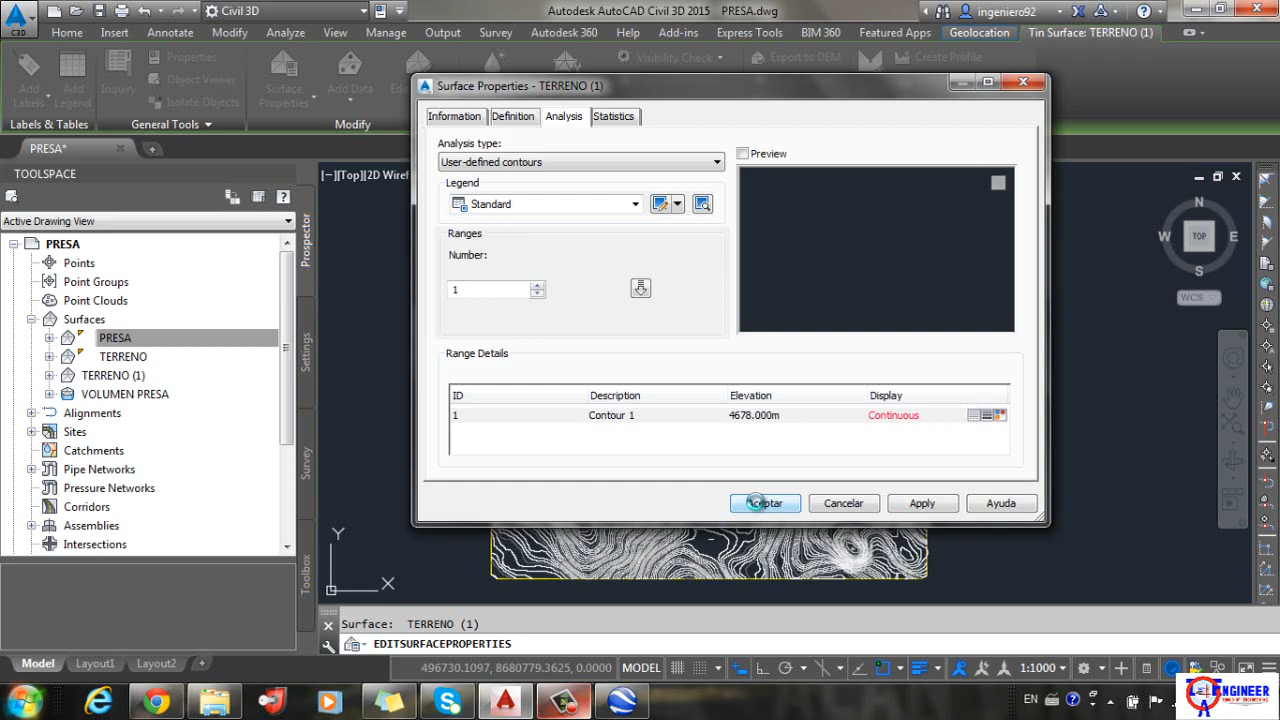 C3D
Civil 3D
Autodesk AutoCAD Civil 3D 2015 PRESA.dwg
ingeniero92
Home Insert Annotate Modify Analyze View Manage Output Survey Autodesk 360 Help Add-ins Express Tools BIM 360 Featured Apps Geolocation Tin Surface: TERRENO (1)
Properties
Object Viewer
Isolate Objects
Add Labels
Add Legend
Inquiry
Properties
Visibility Check
Export to DEM
Create Profile
Labels & Tables
General Tools
Modify
PRESA*
TOOLSPACE
Active Drawing View
PRESA
Points
Point Groups
Point Clouds
Surfaces
PRESA
TERRENO
TERRENO (1)
VOLUMEN PRESA
Alignments
Sites
Catchments
Pipe Networks
Pressure Networks
Corridors
Assemblies
Intersections
Prospector
Settings
Survey
Toolbox
[−][Top][2D Wiref
Surface Properties - TERRENO (1)
Information Definition Analysis Statistics
Analysis type:
User-defined contours
Preview
Legend
Standard
Ranges
Number:
1
Range Details
ID Description Elevation Display
1 Contour 1 4678.000m Continuous
Aceptar Cancelar Apply Ayuda
N
W TOP E
S
WCS
Y
X
Surface: TERRENO (1)
EDITSURFACEPROPERTIES
Model Layout1 Layout2
496730.1097, 8680779.3625, 0.0000 MODEL 1:1000
EN
ENGINEER